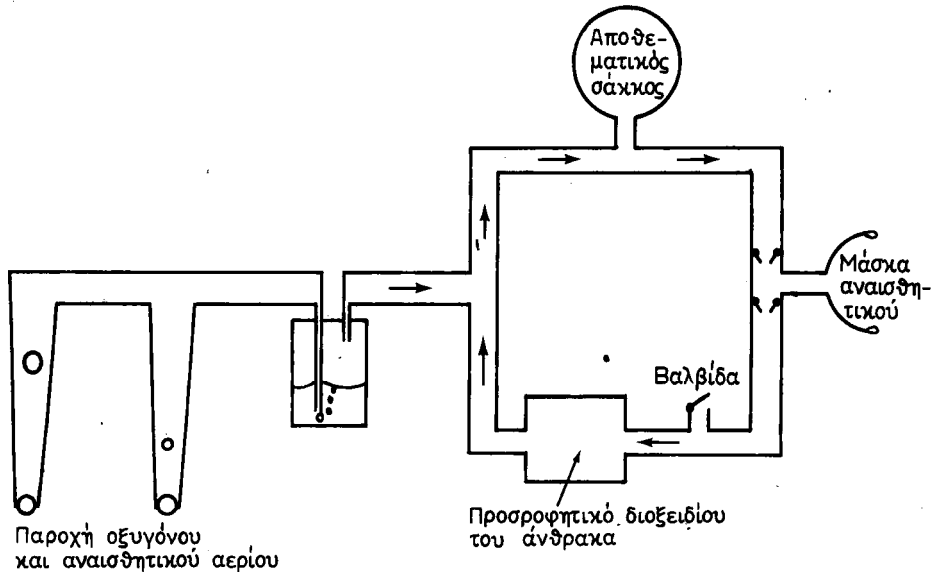 Αποθε-
ματικός
σάκκος
Μάσκα
αναισθη-
τικού
Βαλβίδα
Προσροφητικό διοξειδίου
του άνθρακα
Παροχή οξυγόνου
και αναισθητικού αερίου